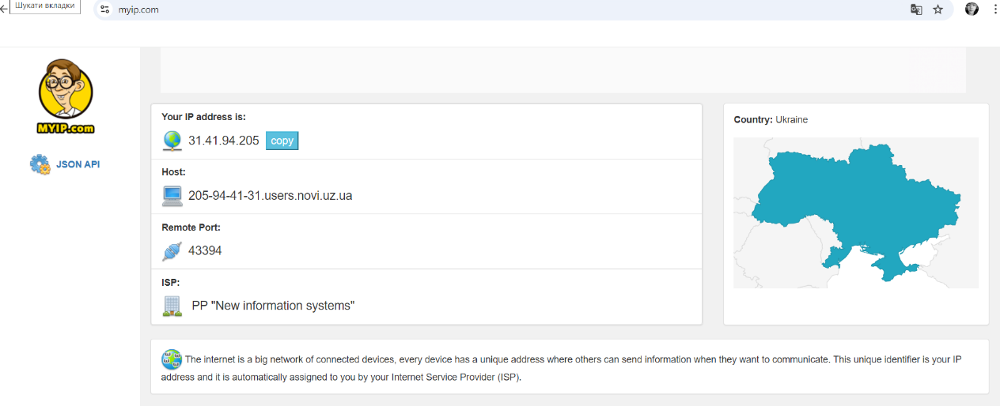 Шукати вкладки
myip.com
MYIP.com
JSON API
Your IP address is:
31.41.94.205 copy
Host:
205-94-41-31.users.novi.uz.ua
Remote Port:
43394
ISP:
PP "New information systems"
Country: Ukraine
The internet is a big network of connected devices, every device has a unique address where others can send information when they want to communicate. This unique identifier is your IP
address and it is automatically assigned to you by your Internet Service Provider (ISP).